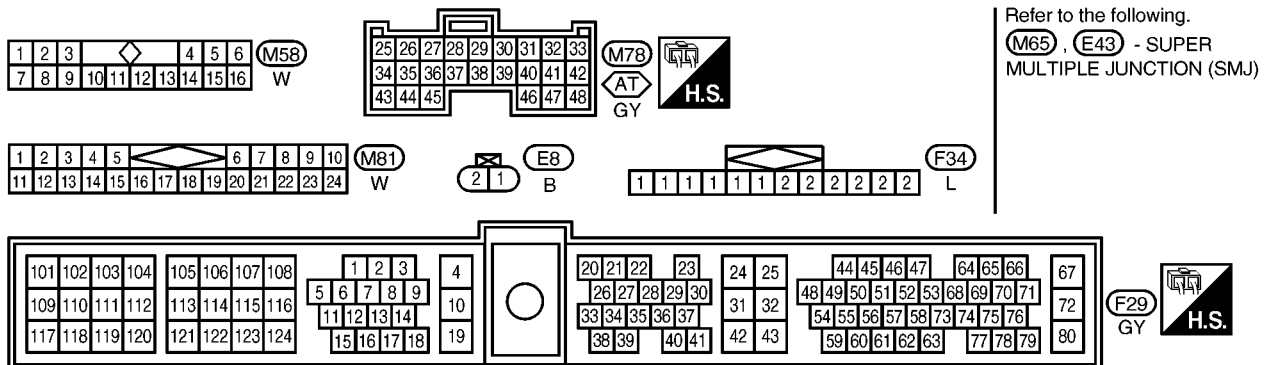 1 2 3 4 5 6 M58
7 8 9 10 11 12 13 14 15 16 W
25 26 27 28 29 30 31 32 33 M78
34 35 36 37 38 39 40 41 42 AT
43 44 45 46 47 48 GY
H.S.
Refer to the following.
M65 , E43 - SUPER
MULTIPLE JUNCTION (SMJ)
1 2 3 4 5 6 7 8 9 10 M81
11 12 13 14 15 16 17 18 19 20 21 22 23 24 W
E8
2 1 B
F34
1 1 1 1 1 1 2 2 2 2 2 2 L
101 102 103 104 105 106 107 108 1 2 3 4 20 21 22 23 24 25 44 45 46 47 64 65 66 67
5 6 7 8 9 26 27 28 29 30 48 49 50 51 52 53 68 69 70 71
109 110 111 112 113 114 115 116 10 31 32 72 F29
11 12 13 14 33 34 35 36 37 54 55 56 57 58 73 74 75 76 GY
117 118 119 120 121 122 123 124 15 16 17 18 19 38 39 40 41 42 43 59 60 61 62 63 77 78 79 80
H.S.